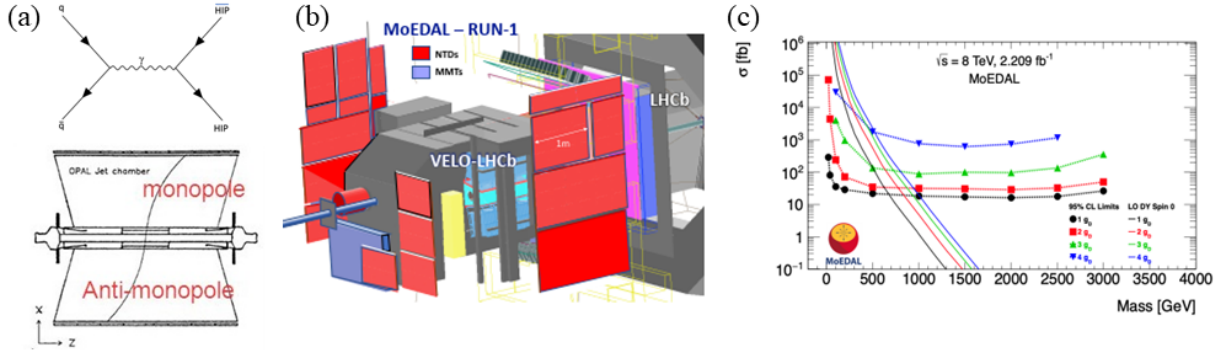 (a)
q
HIP
γ
q̄
HIP
OPAL Jet chamber
monopole
Anti-monopole
X
Z
(b)
MoEDAL – RUN-1
NTDs
MMTs
LHCb
1m
VELO-LHCb
(c)
σ [fb]
10⁶
10⁵
10⁴
10³
10²
10
1
10⁻¹
√s = 8 TeV, 2.209 fb⁻¹
MoEDAL
95% CL Limits
LO DY Spin 0
1 g_D
1 g_D
2 g_D
2 g_D
3 g_D
3 g_D
4 g_D
4 g_D
MoEDAL
0 500 1000 1500 2000 2500 3000 3500 4000
Mass [GeV]